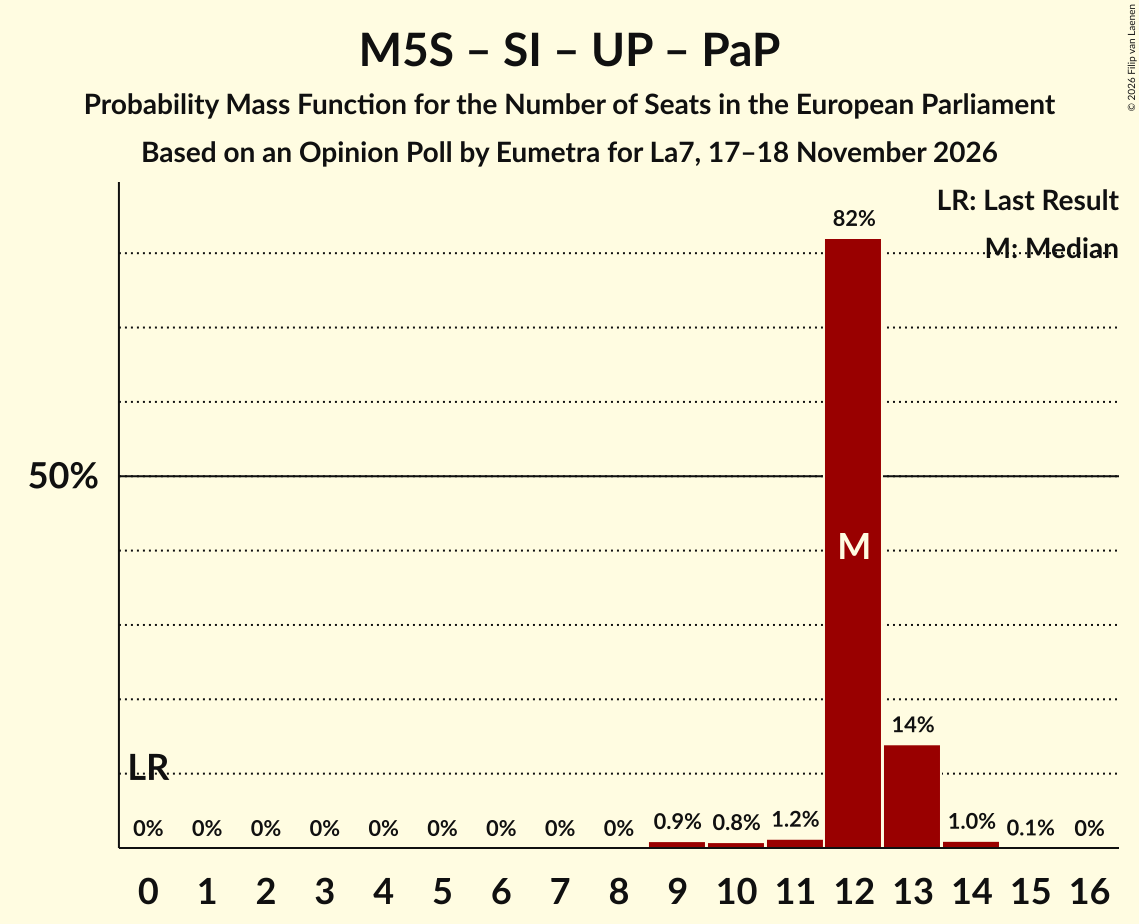 M5S – SI – UP – PaP
Probability Mass Function for the Number of Seats in the European Parliament
Based on an Opinion Poll by Eumetra for La7, 17–18 November 2026
© 2026 Filip van Laenen
LR: Last Result
M: Median
82%
50%
M
14%
LR
0% 0% 0% 0% 0% 0% 0% 0% 0% 0.9% 0.8% 1.2% 1.0% 0.1% 0%
0 1 2 3 4 5 6 7 8 9 10 11 12 13 14 15 16